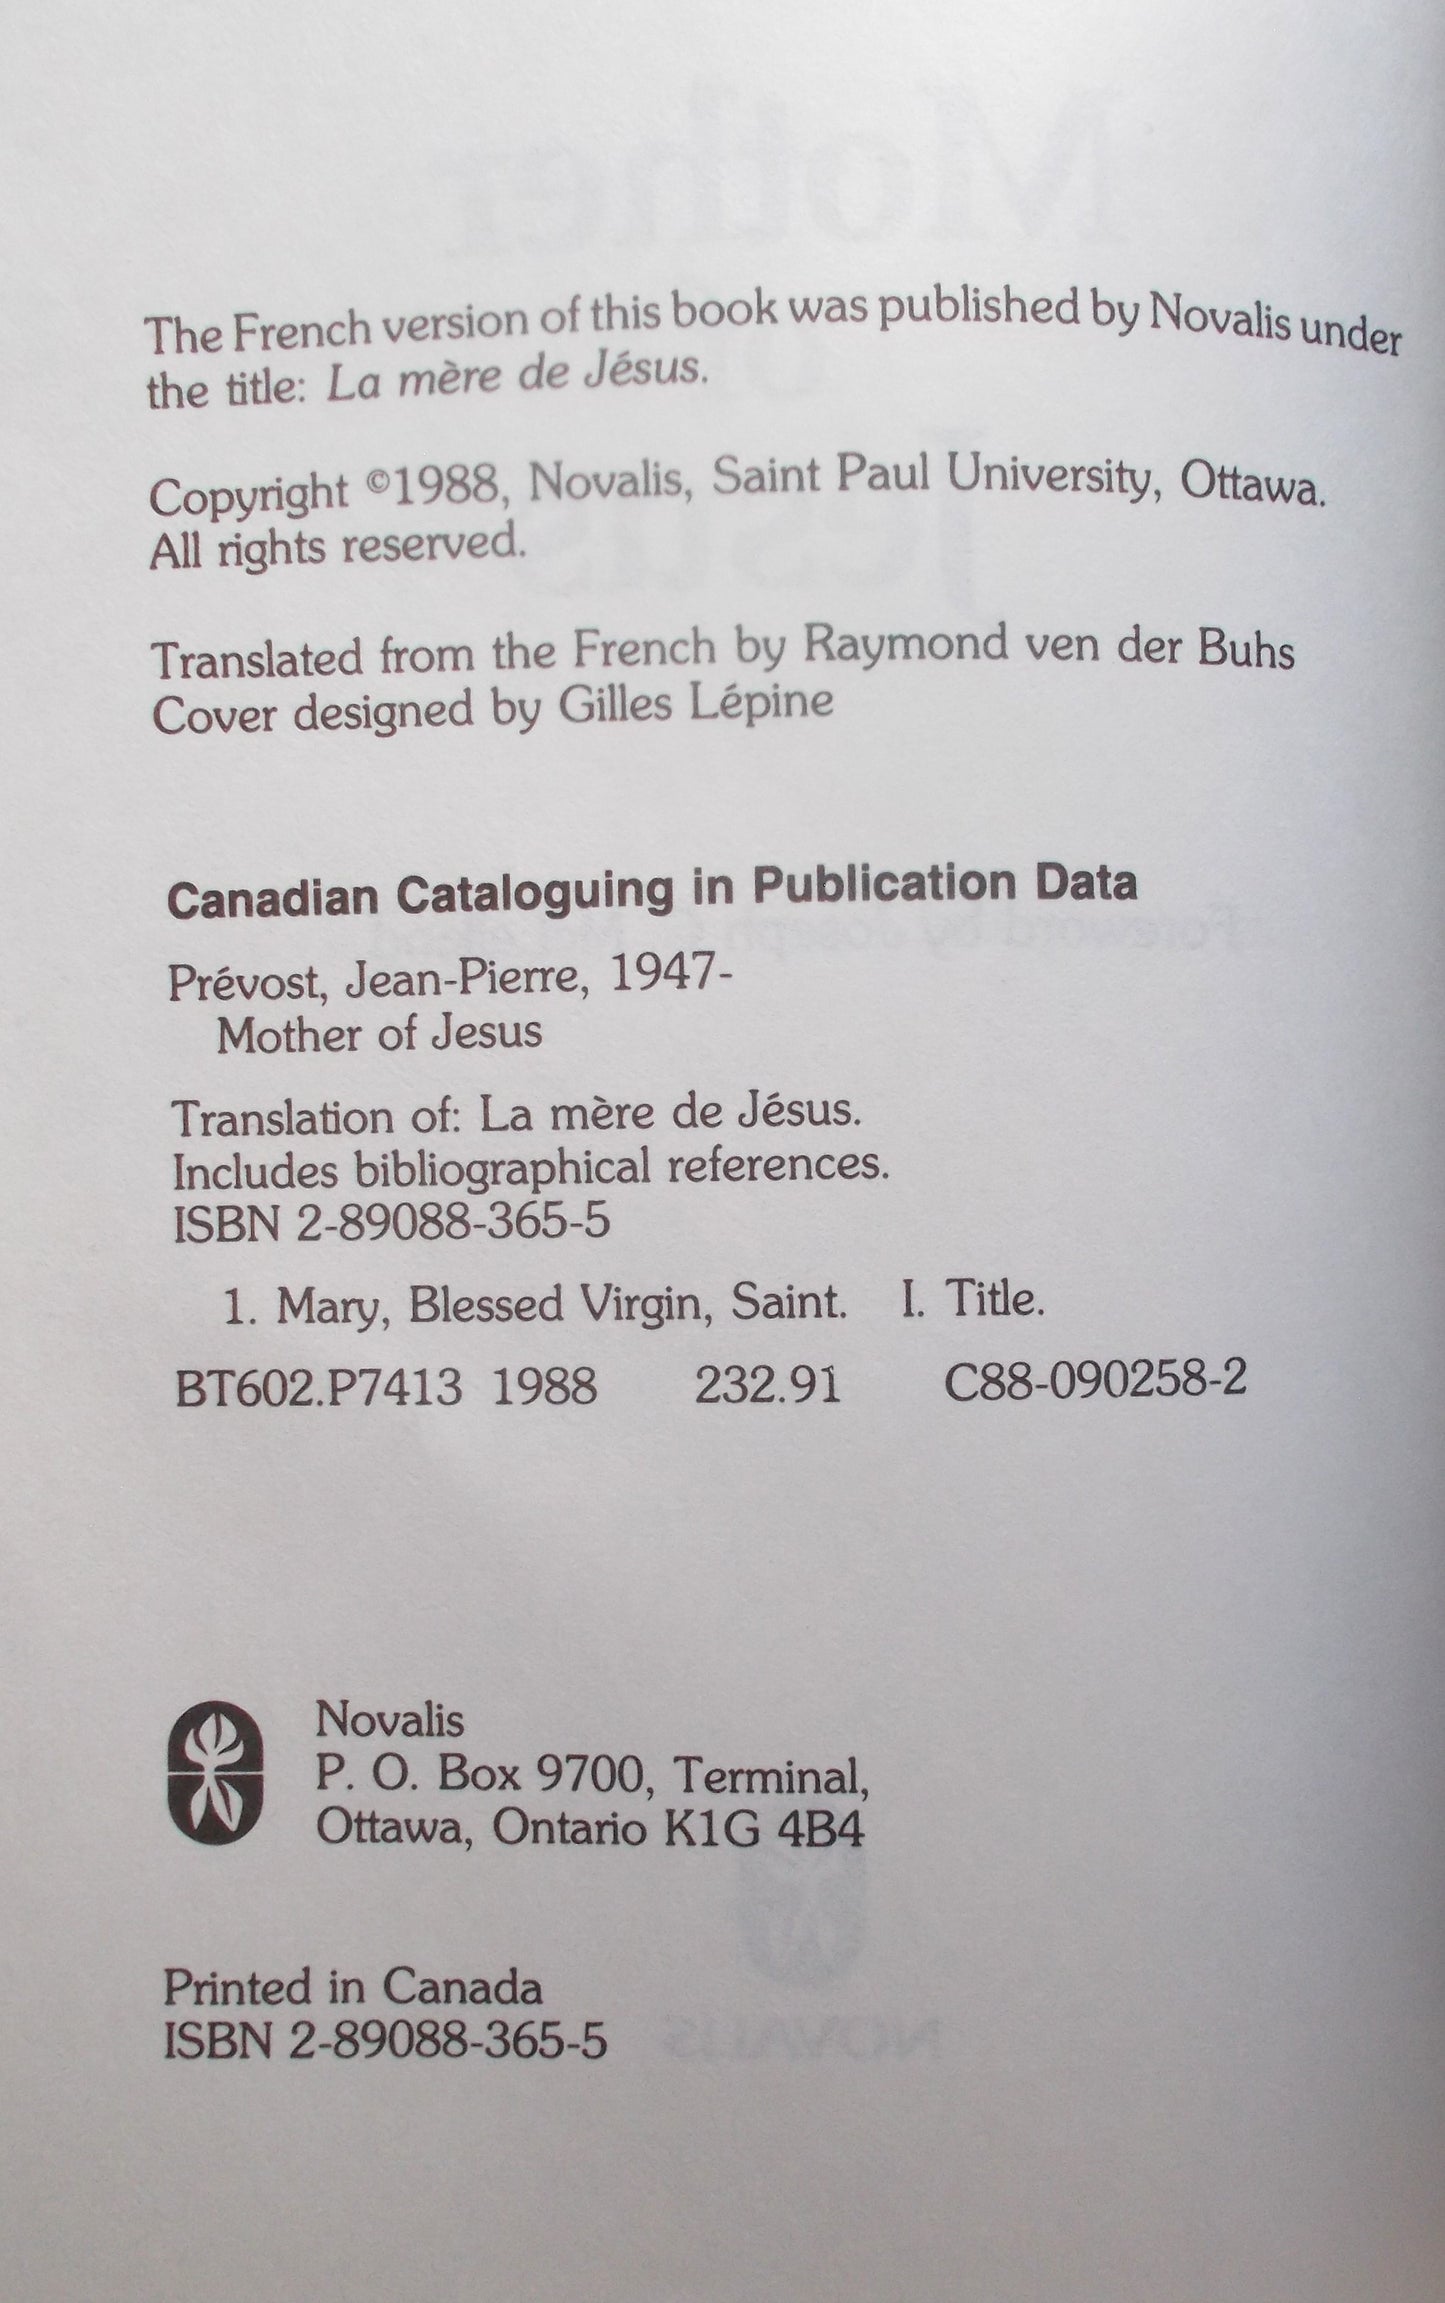 The French version of this book was published by Novalis under
the title: La mère de Jésus.
Copyright ©1988, Novalis, Saint Paul University, Ottawa.
All rights reserved.
Translated from the French by Raymond ven der Buhs
Cover designed by Gilles Lépine
Canadian Cataloguing in Publication Data
Prévost, Jean-Pierre, 1947-
Mother of Jesus
Translation of: La mère de Jésus.
Includes bibliographical references.
ISBN 2-89088-365-5
1. Mary, Blessed Virgin, Saint. I. Title.
BT602.P7413 1988 232.91 C88-090258-2
Novalis
P. O. Box 9700, Terminal,
Ottawa, Ontario K1G 4B4
Printed in Canada
ISBN 2-89088-365-5